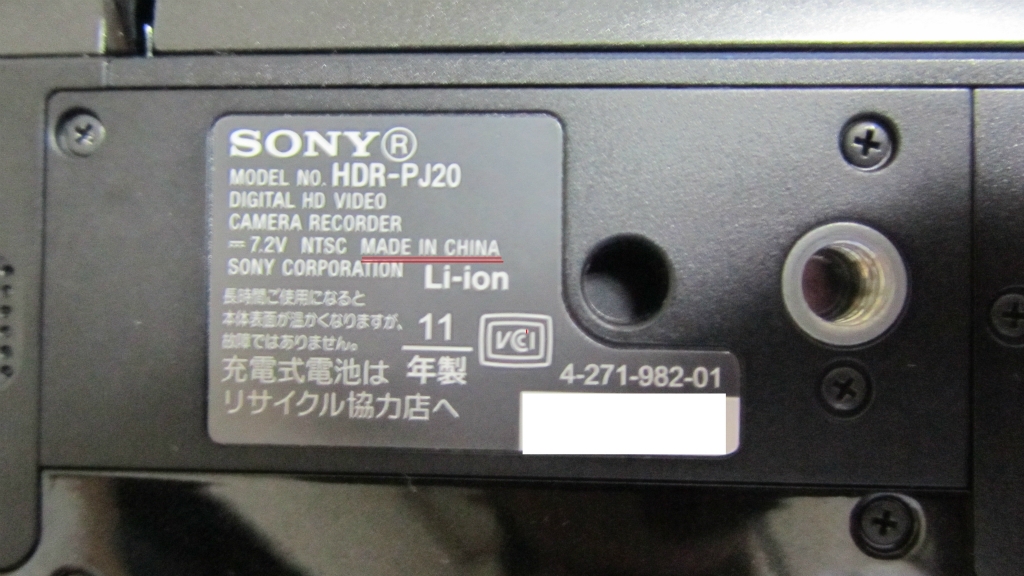 SONY®
MODEL NO. HDR-PJ20
DIGITAL HD VIDEO
CAMERA RECORDER
⎓ 7.2V NTSC MADE IN CHINA
SONY CORPORATION Li-ion
長時間ご使用になると
本体表面が温かくなりますが、
故障ではありません。
11
年製
VCI
充電式電池は
リサイクル協力店へ
4-271-982-01